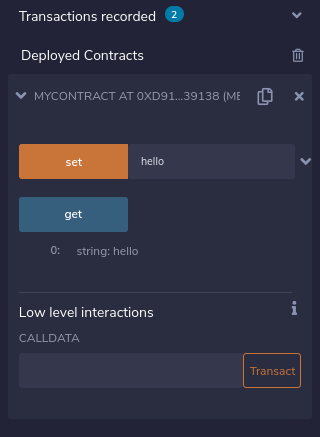 Transactions recorded 2
Deployed Contracts
MYCONTRACT AT 0XD91...39138 (ME
set hello
get
0: string: hello
Low level interactions i
CALLDATA
Transact